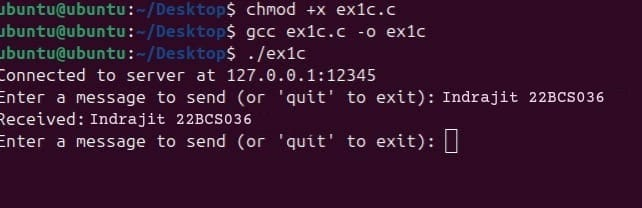 ubuntu@ubuntu:~/Desktop$ chmod +x ex1c.c
ubuntu@ubuntu:~/Desktop$ gcc ex1c.c -o ex1c
ubuntu@ubuntu:~/Desktop$ ./ex1c
Connected to server at 127.0.0.1:12345
Enter a message to send (or 'quit' to exit): Indrajit 22BCS036
Received: Indrajit 22BCS036
Enter a message to send (or 'quit' to exit):